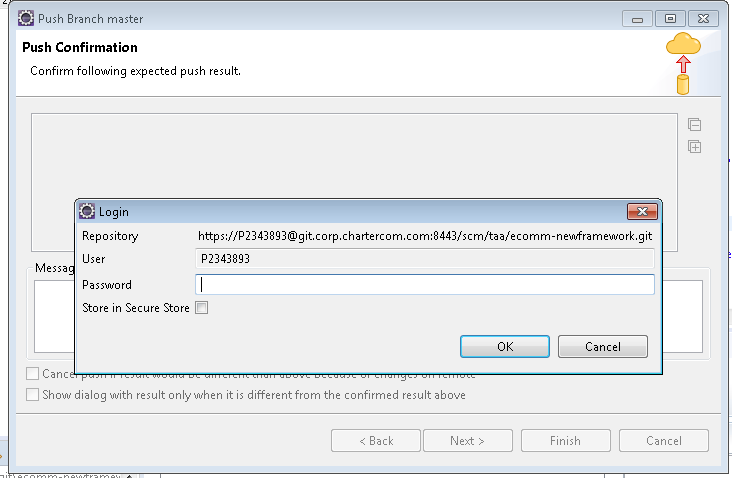 Push Branch master
Push Confirmation
Confirm following expected push result.
Login
Repository https://P2343893@git.corp.chartercom.com:8443/scm/taa/ecomm-newframework.git
User P2343893
Password
Store in Secure Store
OK Cancel
Messag
Cancel push if result would be different than above because of changes on remote
Show dialog with result only when it is different from the confirmed result above
< Back Next > Finish Cancel